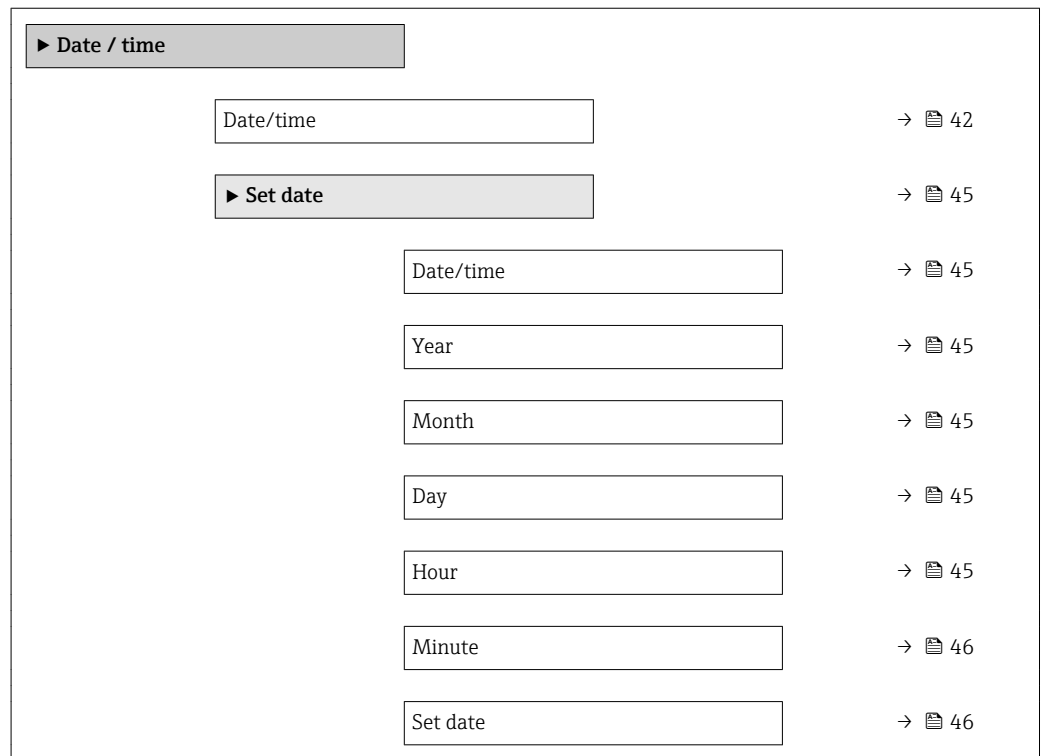 ▶ Date / time
Date/time → 42
▶ Set date → 45
Date/time → 45
Year → 45
Month → 45
Day → 45
Hour → 45
Minute → 46
Set date → 46